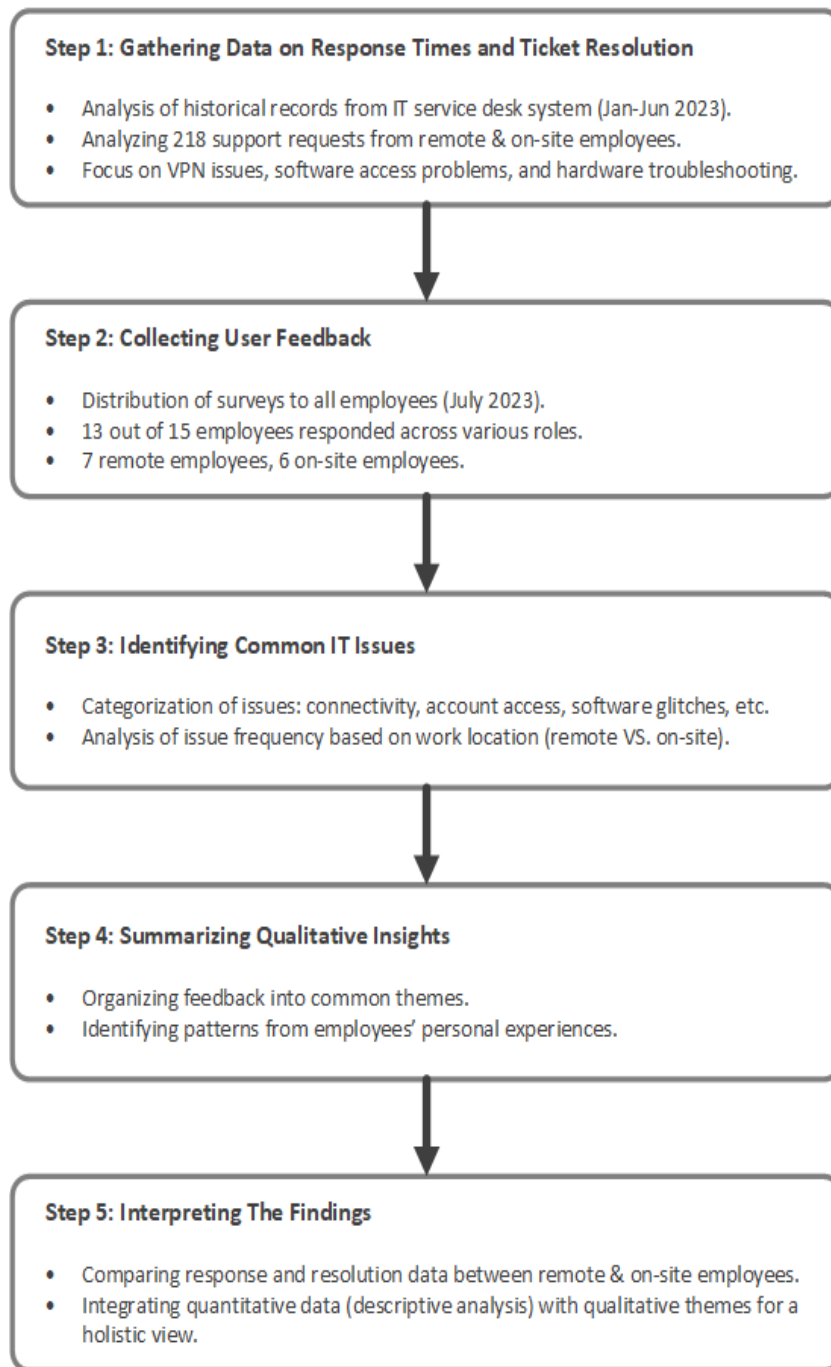 Step 1: Gathering Data on Response Times and Ticket Resolution
• Analysis of historical records from IT service desk system (Jan-Jun 2023).
• Analyzing 218 support requests from remote & on-site employees.
• Focus on VPN issues, software access problems, and hardware troubleshooting.
Step 2: Collecting User Feedback
• Distribution of surveys to all employees (July 2023).
• 13 out of 15 employees responded across various roles.
• 7 remote employees, 6 on-site employees.
Step 3: Identifying Common IT Issues
• Categorization of issues: connectivity, account access, software glitches, etc.
• Analysis of issue frequency based on work location (remote VS. on-site).
Step 4: Summarizing Qualitative Insights
• Organizing feedback into common themes.
• Identifying patterns from employees’ personal experiences.
Step 5: Interpreting The Findings
• Comparing response and resolution data between remote & on-site employees.
• Integrating quantitative data (descriptive analysis) with qualitative themes for a
holistic view.